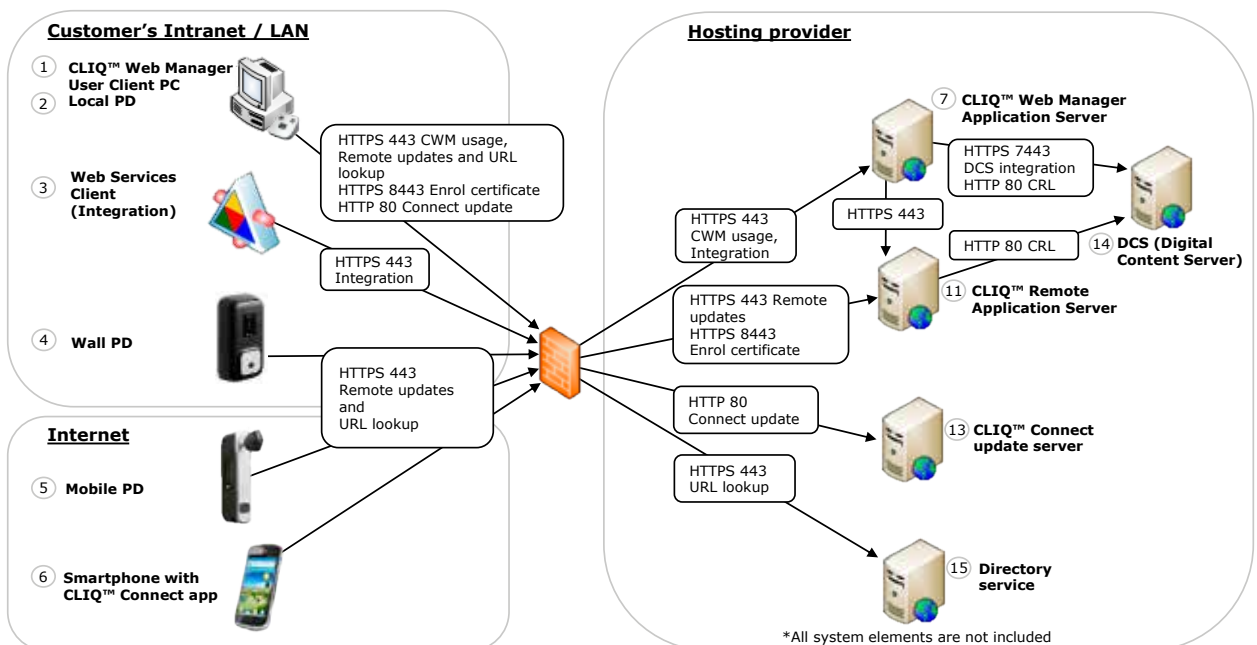 Customer's Intranet / LAN
1 CLIQ™ Web Manager
User Client PC
2 Local PD
HTTPS 443 CWM usage,
Remote updates and URL
lookup
HTTPS 8443 Enrol certificate
HTTP 80 Connect update
3 Web Services
Client
(Integration)
HTTPS 443
Integration
4 Wall PD
HTTPS 443
Remote updates
and
URL lookup
Internet
5 Mobile PD
6 Smartphone with
CLIQ™ Connect app
Hosting provider
7 CLIQ™ Web Manager
Application Server
HTTPS 7443
DCS integration
HTTP 80 CRL
HTTPS 443
CWM usage,
Integration
HTTPS 443
HTTP 80 CRL
14 DCS (Digital
Content Server)
11 CLIQ™ Remote
Application Server
HTTPS 443 Remote
updates
HTTPS 8443
Enrol certificate
HTTP 80
Connect update
13 CLIQ™ Connect
update server
HTTPS 443
URL lookup
15 Directory
service
*All system elements are not included